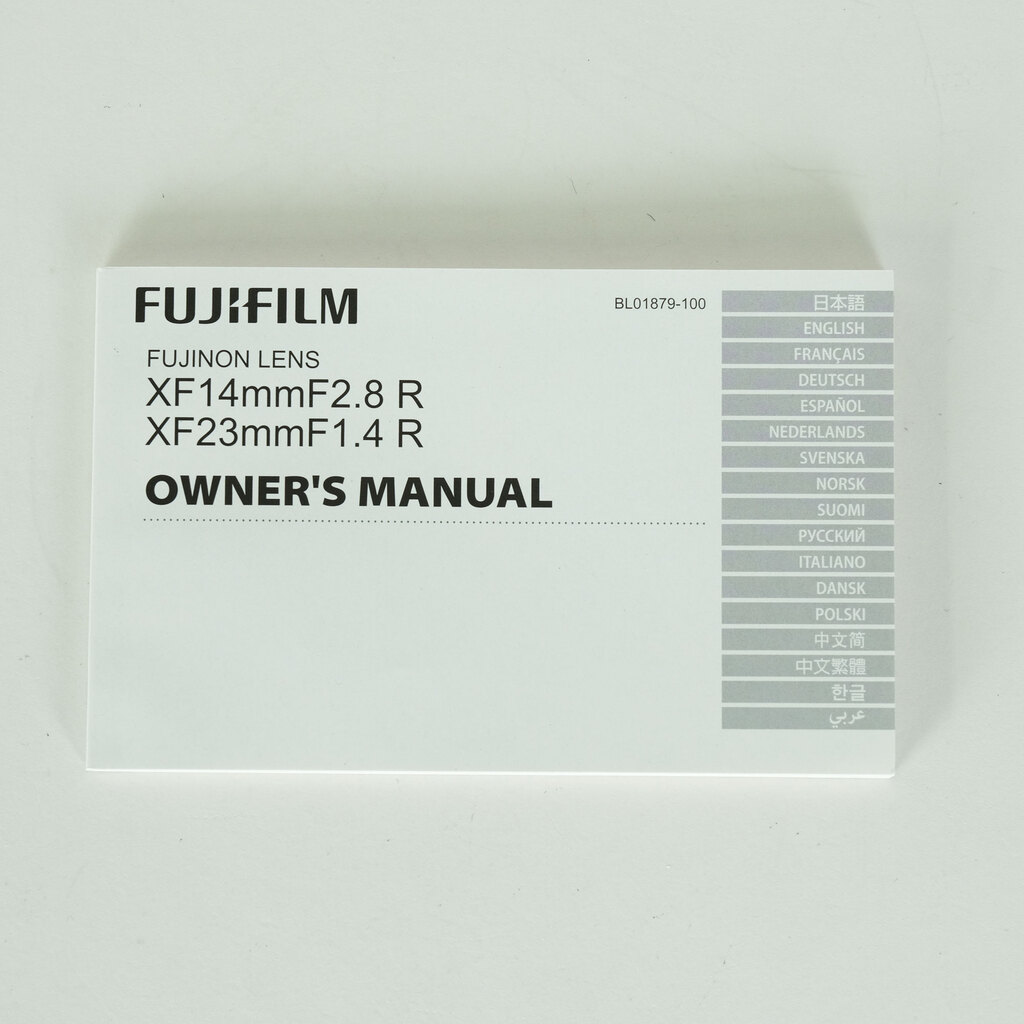 FUJIFILM
BL01879-100
FUJINON LENS
XF14mmF2.8 R
XF23mmF1.4 R
OWNER'S MANUAL
日本語
ENGLISH
FRANÇAIS
DEUTSCH
ESPAÑOL
NEDERLANDS
SVENSKA
NORSK
SUOMI
РУССКИЙ
ITALIANO
DANSK
POLSKI
中文简
中文繁體
한글
عربي